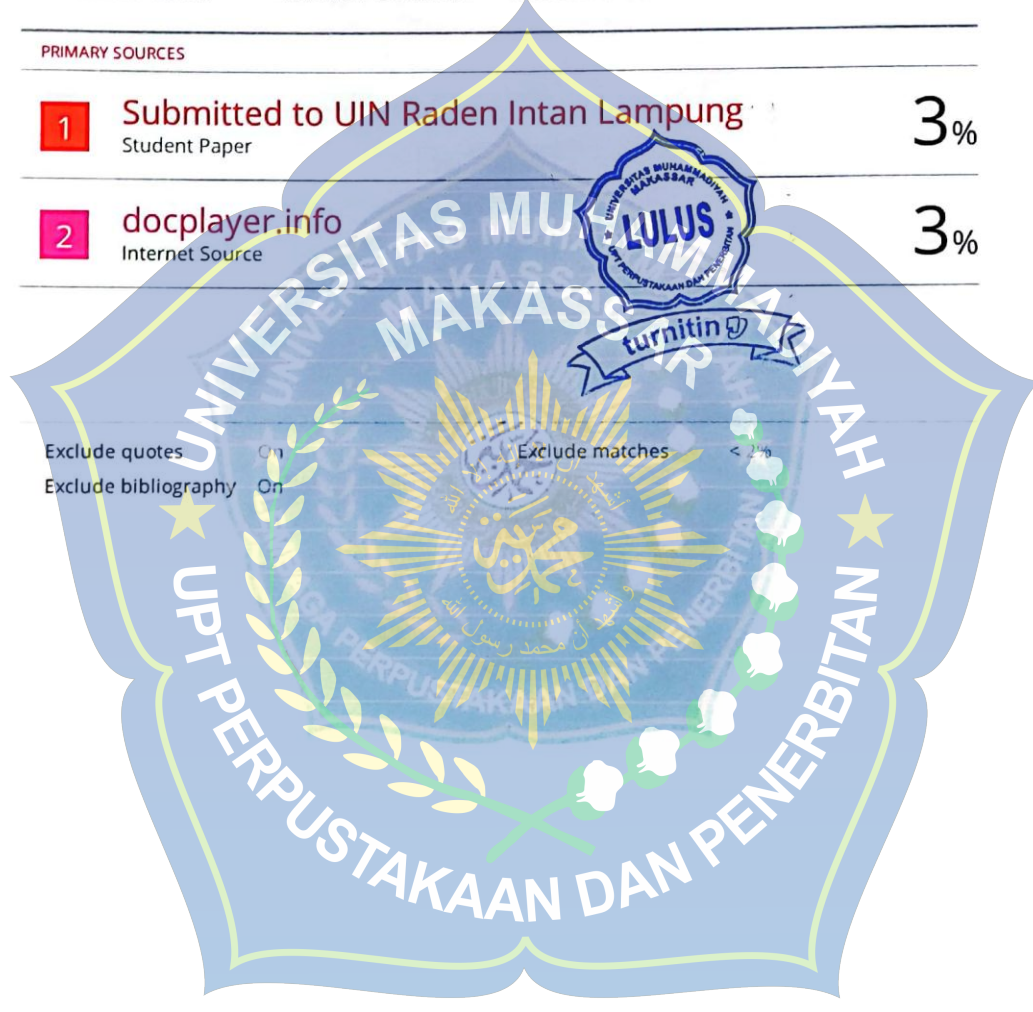 PRIMARY SOURCES
1
Submitted to UIN Raden Intan Lampung
Student Paper
3%
2
docplayer.info
Internet Source
3%
UNIVERSITAS MUHAMMADIYAH
MAKASSAR
LULUS
UPT PERPUSTAKAAN DAN PENERBITAN
turnitin
Exclude quotes On
Exclude matches < 2%
Exclude bibliography On
UNIVERSITAS MUHAMMADIYAH
MAKASSAR
UPT PERPUSTAKAAN DAN PENERBITAN